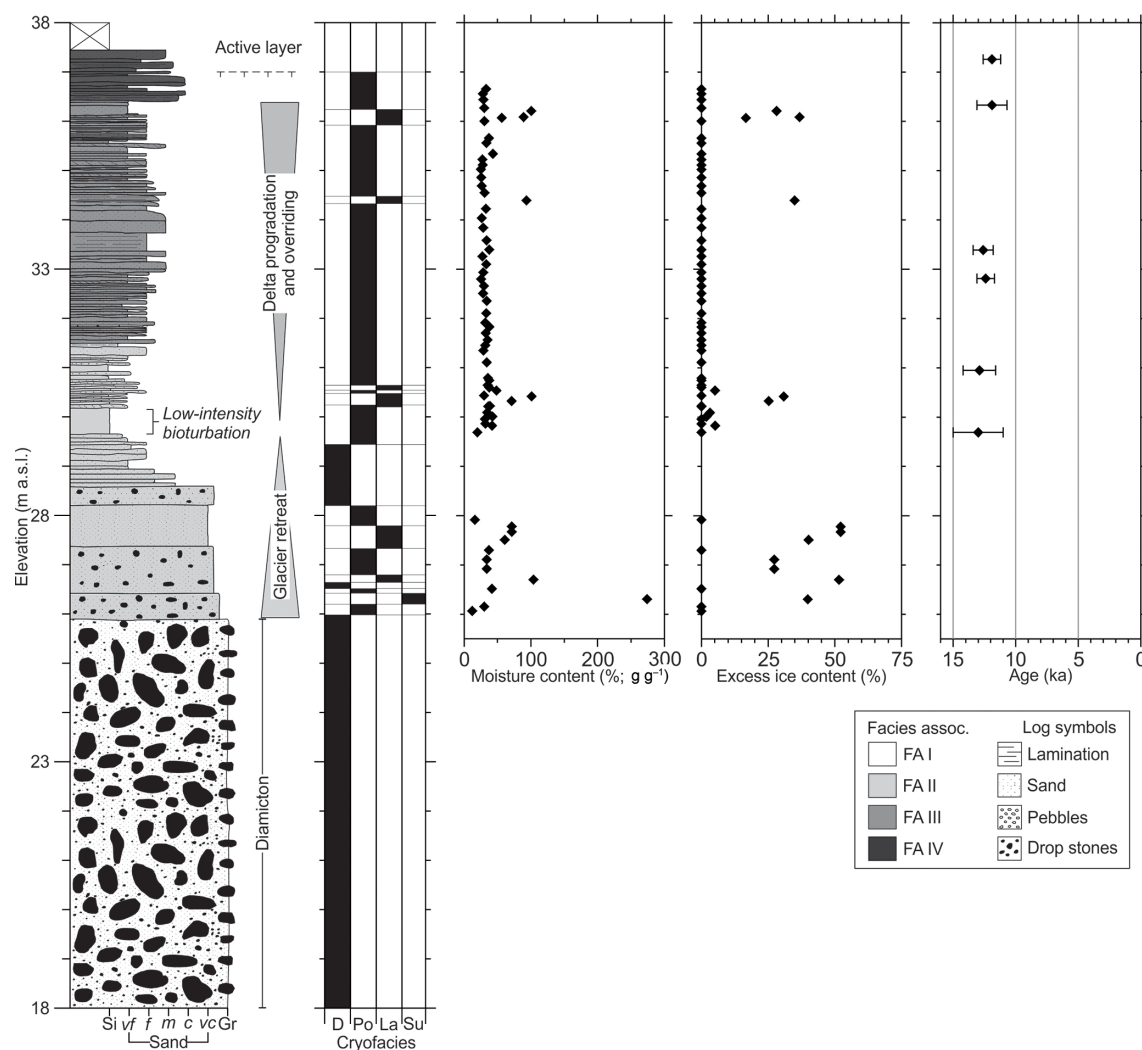 38
33
28
23
18
Elevation (m a.s.l.)
Si vf f m c vc Gr
Sand
Active layer
Delta progradation
and overriding
Low-intensity
bioturbation
Glacier retreat
Diamicton
D Po La Su
Cryofacies
0 100 200 300
Moisture content (%; g g⁻¹)
0 25 50 75
Excess ice content (%)
15 10 5 0
Age (ka)
Facies assoc. Log symbols
FA I Lamination
FA II Sand
FA III Pebbles
FA IV Drop stones